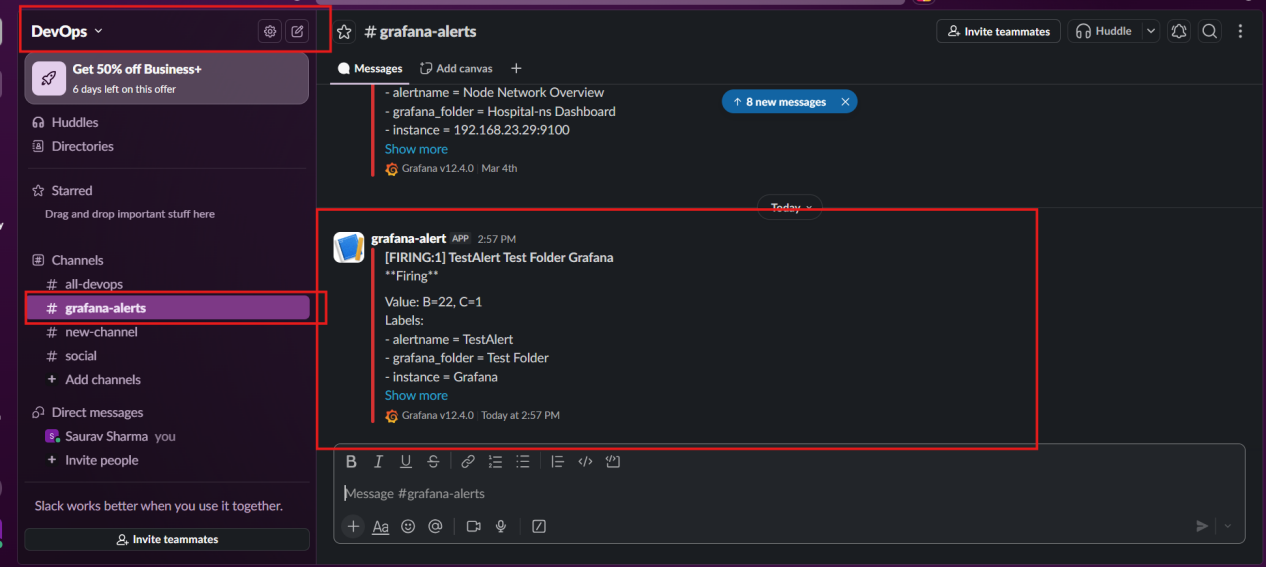 DevOps
Get 50% off Business+
6 days left on this offer
Huddles
Directories
Starred
Drag and drop important stuff here
Channels
# all-devops
# grafana-alerts
# new-channel
# social
+ Add channels
Direct messages
S Saurav Sharma you
+ Invite people
Slack works better when you use it together.
Invite teammates
# grafana-alerts
Invite teammates
Huddle
Messages
Add canvas
+
- alertname = Node Network Overview
- grafana_folder = Hospital-ns Dashboard
- instance = 192.168.23.29:9100
Show more
Grafana v12.4.0 | Mar 4th
↑ 8 new messages ×
Today
grafana-alert APP 2:57 PM
[FIRING:1] TestAlert Test Folder Grafana
**Firing**
Value: B=22, C=1
Labels:
- alertname = TestAlert
- grafana_folder = Test Folder
- instance = Grafana
Show more
Grafana v12.4.0 | Today at 2:57 PM
B I U S
Message #grafana-alerts
+ Aa @